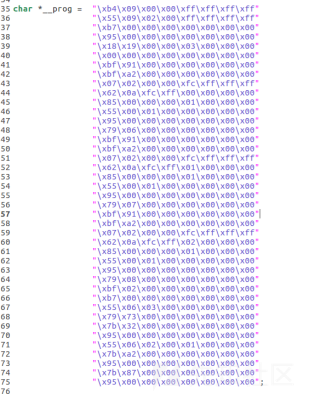 35 char *__prog = "\xb4\x09\x00\x00\xff\xff\xff\xff"
36 "\x55\x09\x02\x00\xff\xff\xff\xff"
37 "\xb7\x00\x00\x00\x00\x00\x00\x00"
38 "\x95\x00\x00\x00\x00\x00\x00\x00"
39 "\x18\x19\x00\x00\x03\x00\x00\x00"
40 "\x00\x00\x00\x00\x00\x00\x00\x00"
41 "\xbf\x91\x00\x00\x00\x00\x00\x00"
42 "\xbf\xa2\x00\x00\x00\x00\x00\x00"
43 "\x07\x02\x00\x00\xfc\xff\xff\xff"
44 "\x62\x0a\xfc\xff\x00\x00\x00\x00"
45 "\x85\x00\x00\x00\x01\x00\x00\x00"
46 "\x55\x00\x01\x00\x00\x00\x00\x00"
47 "\x95\x00\x00\x00\x00\x00\x00\x00"
48 "\x79\x06\x00\x00\x00\x00\x00\x00"
49 "\xbf\x91\x00\x00\x00\x00\x00\x00"
50 "\xbf\xa2\x00\x00\x00\x00\x00\x00"
51 "\x07\x02\x00\x00\xfc\xff\xff\xff"
52 "\x62\x0a\xfc\xff\x01\x00\x00\x00"
53 "\x85\x00\x00\x00\x01\x00\x00\x00"
54 "\x55\x00\x01\x00\x00\x00\x00\x00"
55 "\x95\x00\x00\x00\x00\x00\x00\x00"
56 "\x79\x07\x00\x00\x00\x00\x00\x00"
57 "\xbf\x91\x00\x00\x00\x00\x00\x00"
58 "\xbf\xa2\x00\x00\x00\x00\x00\x00"
59 "\x07\x02\x00\x00\xfc\xff\xff\xff"
60 "\x62\x0a\xfc\xff\x02\x00\x00\x00"
61 "\x85\x00\x00\x00\x01\x00\x00\x00"
62 "\x55\x00\x01\x00\x00\x00\x00\x00"
63 "\x95\x00\x00\x00\x00\x00\x00\x00"
64 "\x79\x08\x00\x00\x00\x00\x00\x00"
65 "\xbf\x02\x00\x00\x00\x00\x00\x00"
66 "\xb7\x00\x00\x00\x00\x00\x00\x00"
67 "\x55\x06\x03\x00\x00\x00\x00\x00"
68 "\x79\x73\x00\x00\x00\x00\x00\x00"
69 "\x7b\x32\x00\x00\x00\x00\x00\x00"
70 "\x95\x00\x00\x00\x00\x00\x00\x00"
71 "\x55\x06\x02\x00\x01\x00\x00\x00"
72 "\x7b\xa2\x00\x00\x00\x00\x00\x00"
73 "\x95\x00\x00\x00\x00\x00\x00\x00"
74 "\x7b\x87\x00\x00\x00\x00\x00\x00"
75 "\x95\x00\x00\x00\x00\x00\x00\x00";
76